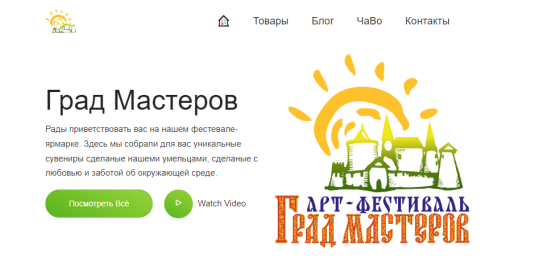 Товары Блог ЧаВо Контакты
Град Мастеров
Рады приветствовать вас на нашем фестевале-
ярмарке. Здесь мы собрали для вас уникальные
сувениры сделаные нашеми умельцами, сделаные с
любовью и заботой об окружающей среде.
Посмотреть Всё Watch Video
АРТ-ФЕСТИВАЛЬ
ГРАД МАСТЕРОВ